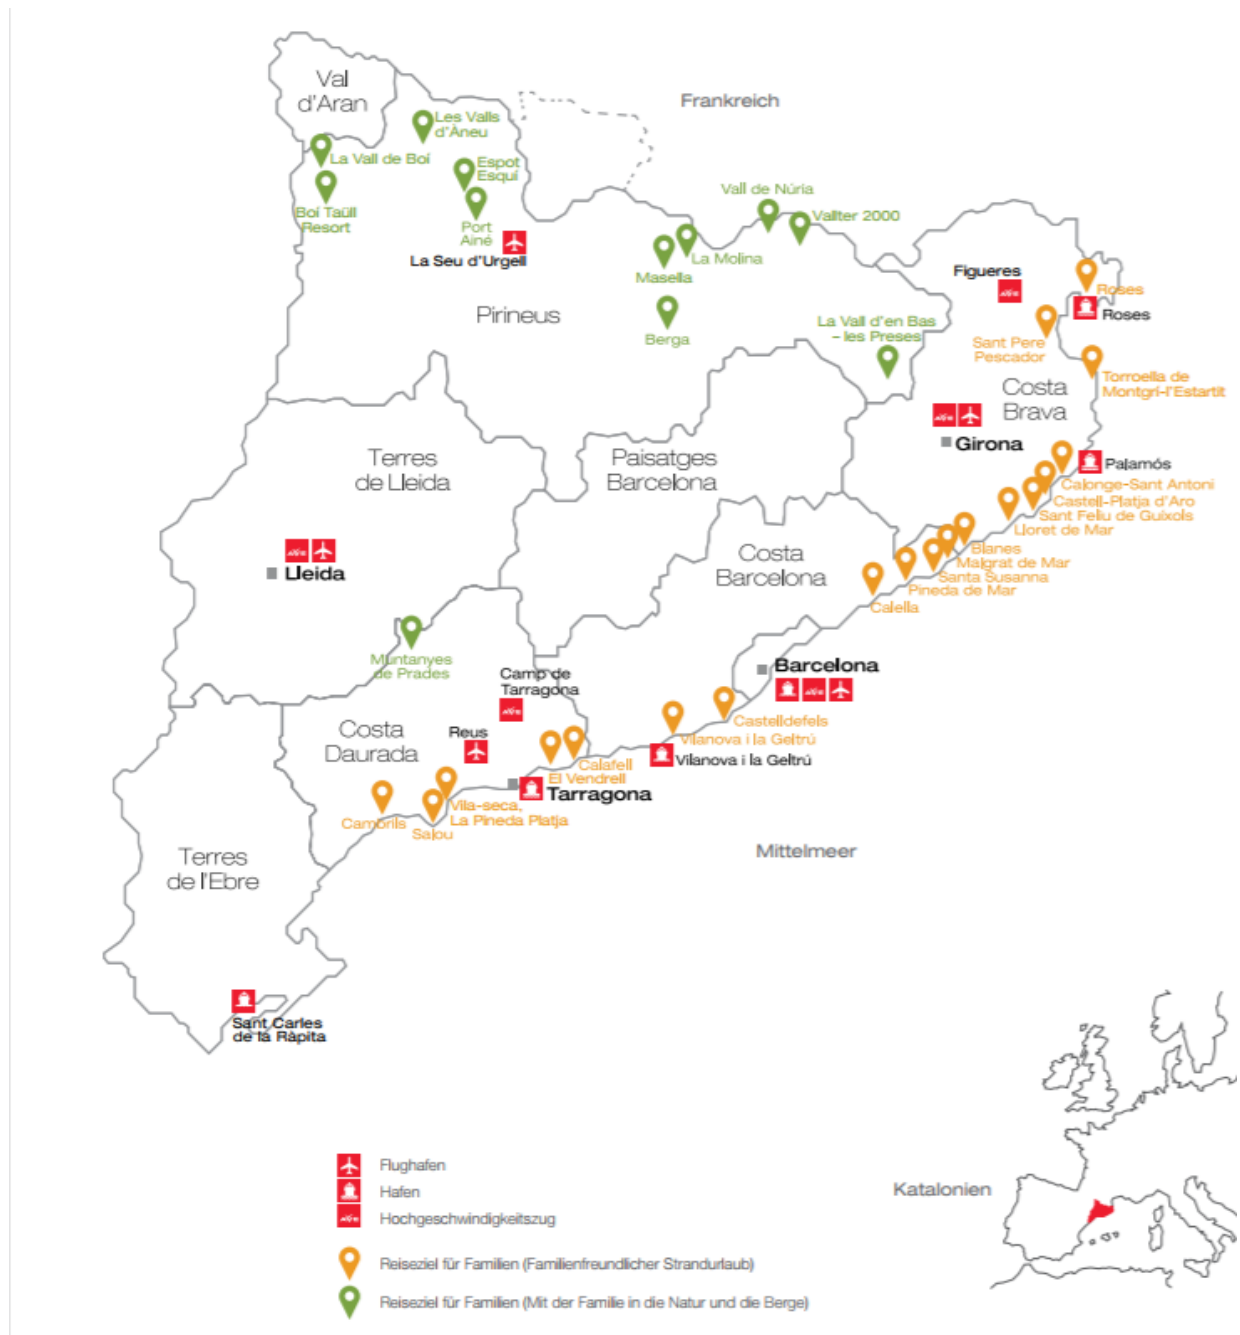 Val
d'Aran
Frankreich
Les Valls
d'Àneu
La Vall de Boí
Espot
Esquí
Boí Taüll
Resort
Port
Ainé
La Seu d'Urgell
Vall de Núria
Vallter 2000
La Molina
Masella
Figueres
Roses
Roses
Pirineus
Berga
La Vall d'en Bas
– les Preses
Sant Pere
Pescador
Torroella de
Montgrí-l'Estartit
Costa
Brava
Girona
Terres
de Lleida
Paisatges
Barcelona
Palamós
Calonge-Sant Antoni
Castell-Platja d'Aro
Sant Feliu de Guíxols
Lloret de Mar
Blanes
Malgrat de Mar
Santa Susanna
Pineda de Mar
Calella
Costa
Barcelona
Lleida
Muntanyes
de Prades
Camp de
Tarragona
Barcelona
Castelldefels
Vilanova i la Geltrú
Vilanova i la Geltrú
Costa
Daurada
Reus
Calafell
El Vendrell
Tarragona
Vila-seca,
La Pineda Platja
Cambrils
Salou
Mittelmeer
Terres
de l'Ebre
Sant Carles
de la Ràpita
Flughafen
Hafen
Hochgeschwindigkeitszug
Katalonien
Reiseziel für Familien (Familienfreundlicher Strandurlaub)
Reiseziel für Familien (Mit der Familie in die Natur und die Berge)